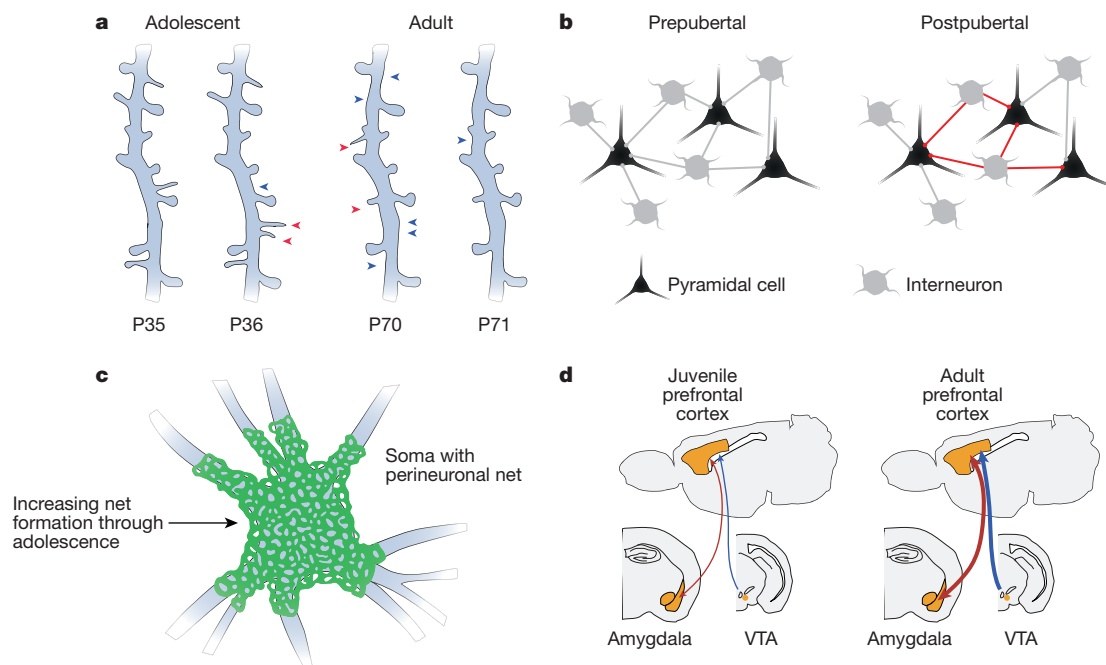 a
Adolescent
Adult
P35
P36
P70
P71
b
Prepubertal
Postpubertal
Pyramidal cell
Interneuron
c
Increasing net
formation through
adolescence
Soma with
perineuronal net
d
Juvenile
prefrontal
cortex
Adult
prefrontal
cortex
Amygdala
VTA
Amygdala
VTA